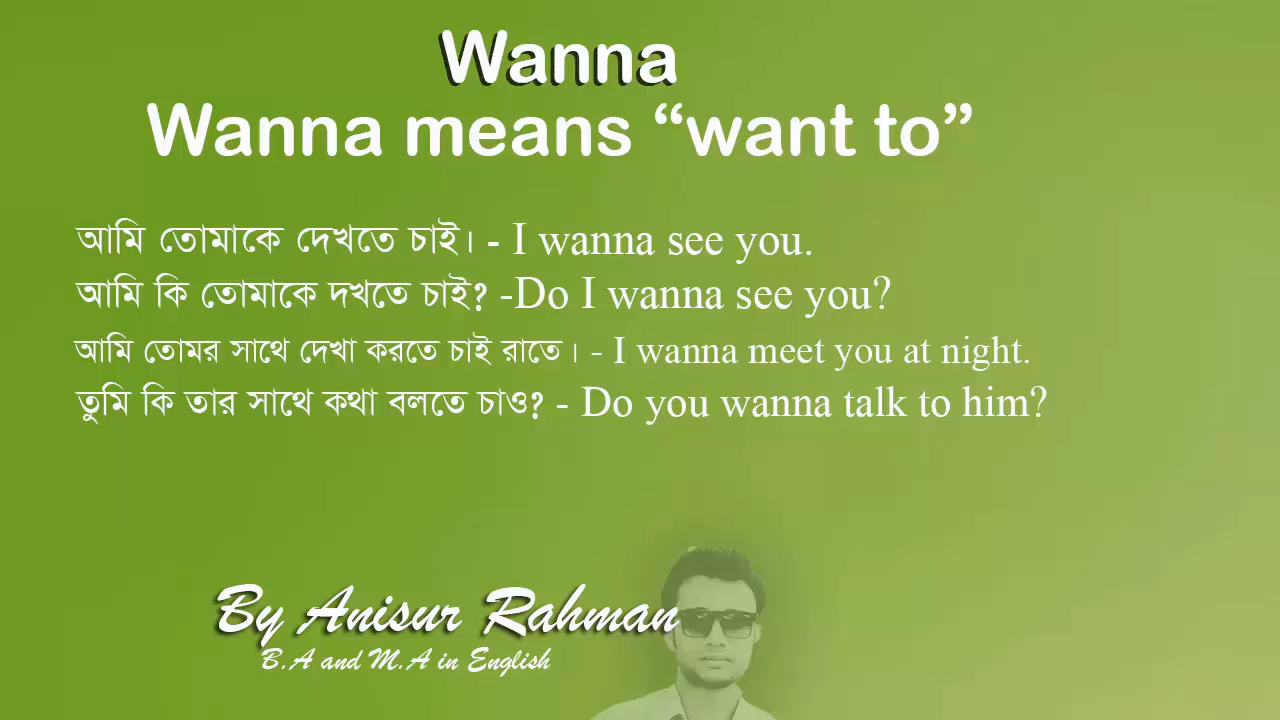 Wanna
Wanna means “want to”
আমি তোমাকে দেখতে চাই। - I wanna see you.
আমি কি তোমাকে দখতে চাই? -Do I wanna see you?
আমি তোমর সাথে দেখা করতে চাই রাতে। - I wanna meet you at night.
তুমি কি তার সাথে কথা বলতে চাও? - Do you wanna talk to him?
By Anisur Rahman
B.A and M.A in English